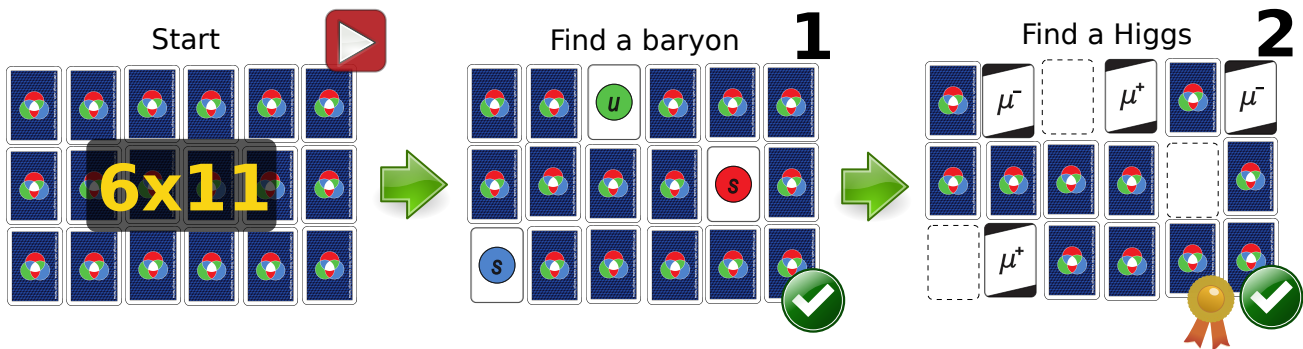 Start
6x11
Find a baryon
1
u
s
s
Find a Higgs
2
μ-
μ+
μ-
μ+